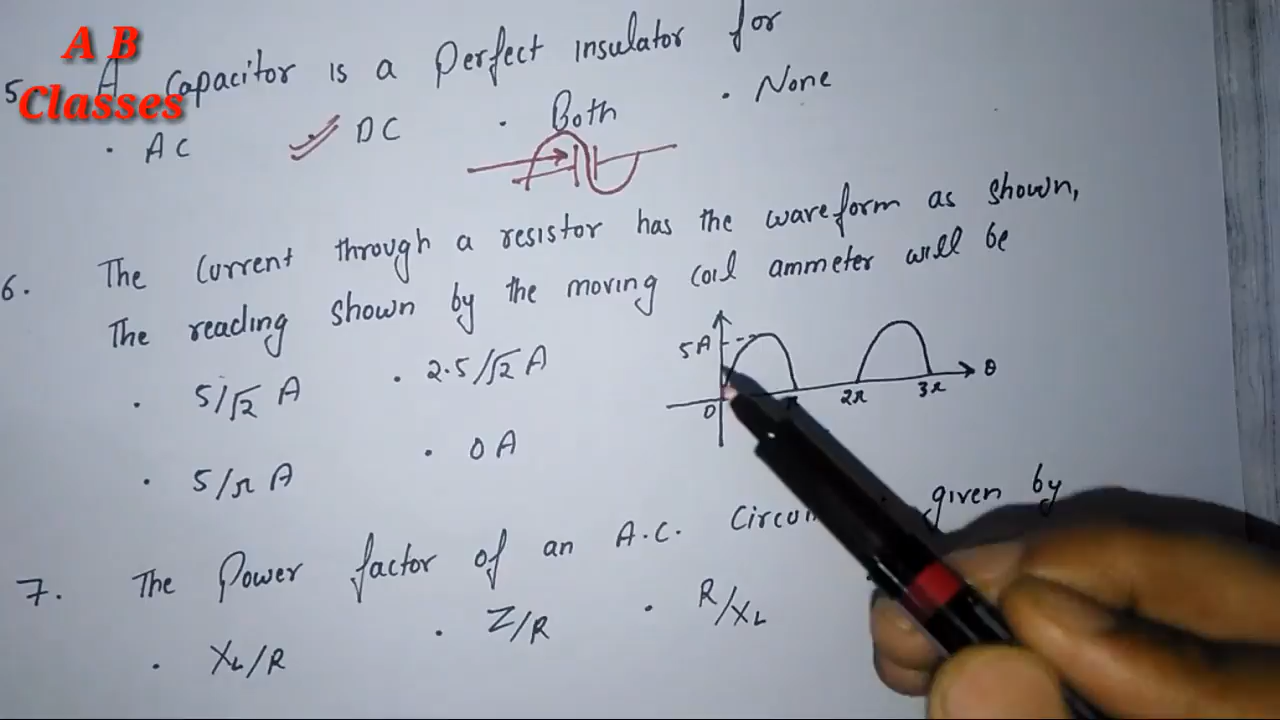 A B
Classes
5. A Capacitor is a Perfect insulator for
· AC · DC · Both · None
6. The Current through a resistor has the waveform as shown,
The reading shown by the moving coil ammeter will be
· 5/√2 A · 2.5/√2 A
· 5/π A · 0 A
5A
0 π 2π 3π θ
7. The Power factor of an A.C. given by
· XL/R · Z/R · R/XL